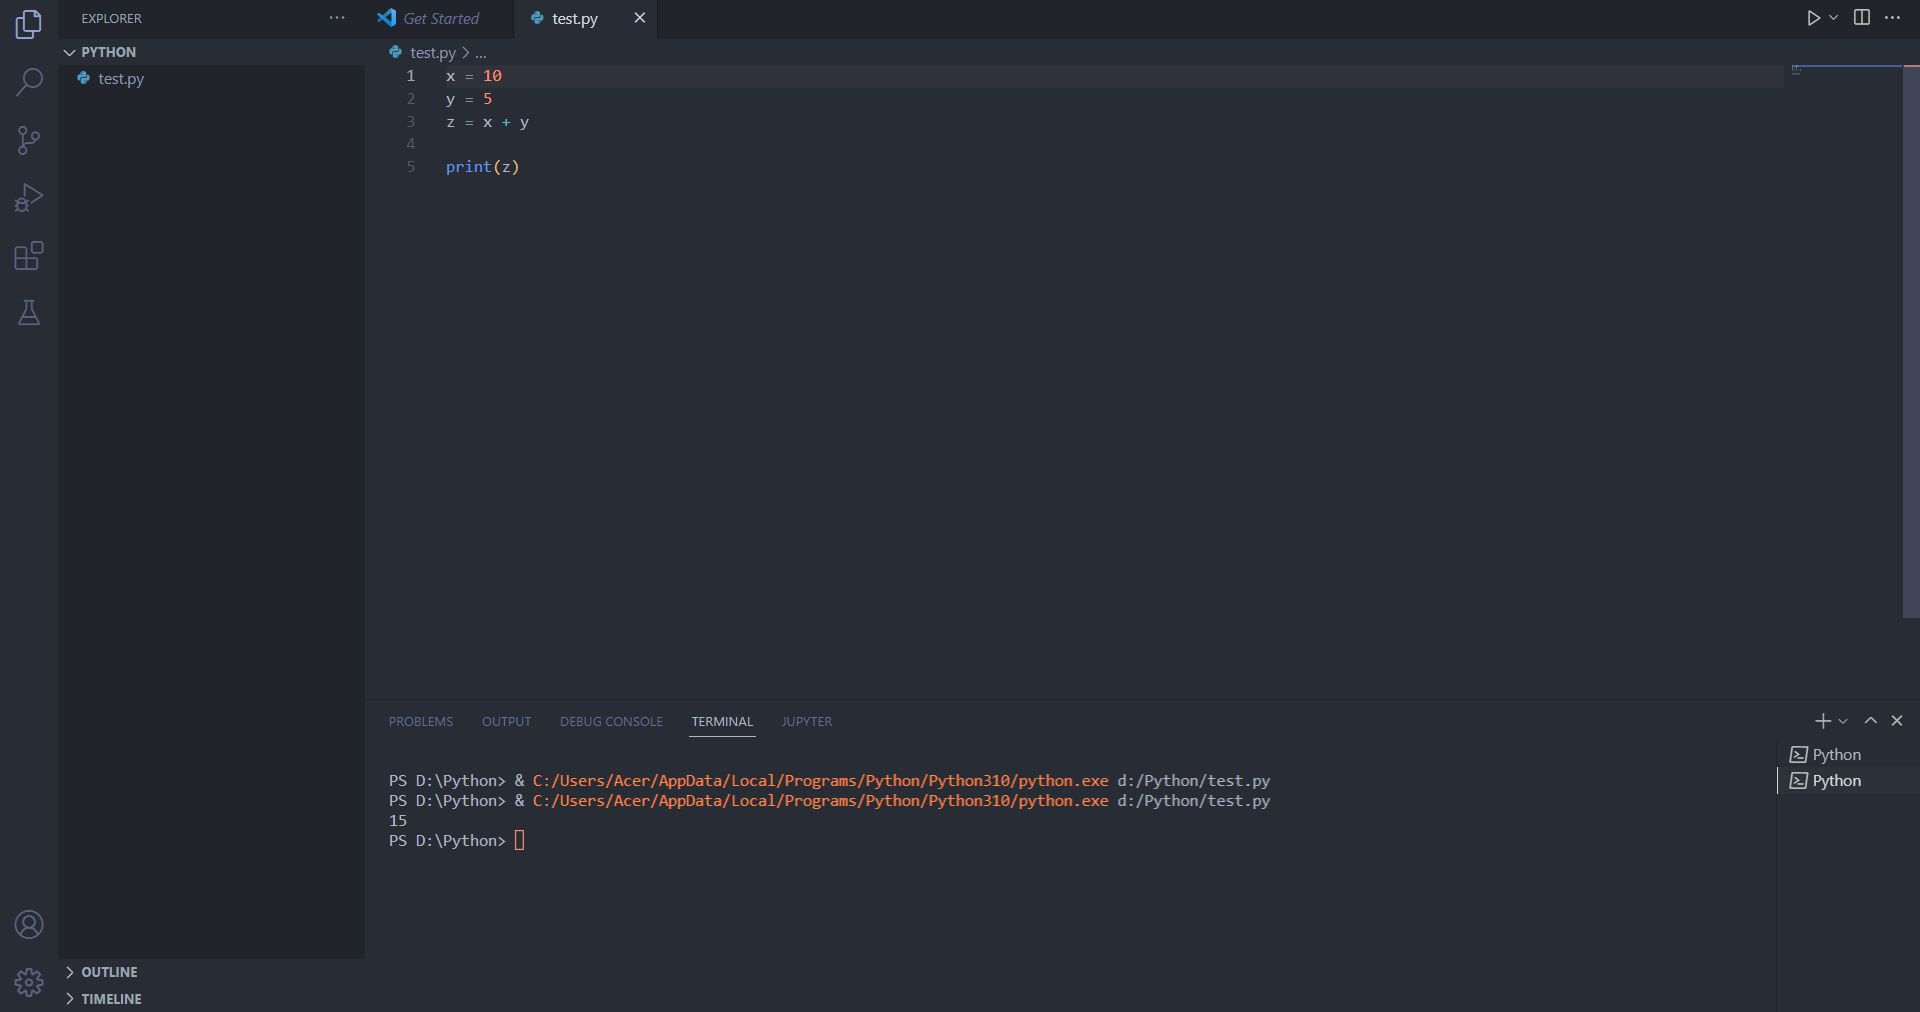 EXPLORER
PYTHON
test.py
OUTLINE
TIMELINE
Get Started
test.py
test.py > ...
1 x = 10
2 y = 5
3 z = x + y
4
5 print(z)
PROBLEMS OUTPUT DEBUG CONSOLE TERMINAL JUPYTER
PS D:\Python> & C:/Users/Acer/AppData/Local/Programs/Python/Python310/python.exe d:/Python/test.py
PS D:\Python> & C:/Users/Acer/AppData/Local/Programs/Python/Python310/python.exe d:/Python/test.py
15
PS D:\Python>
Python
Python